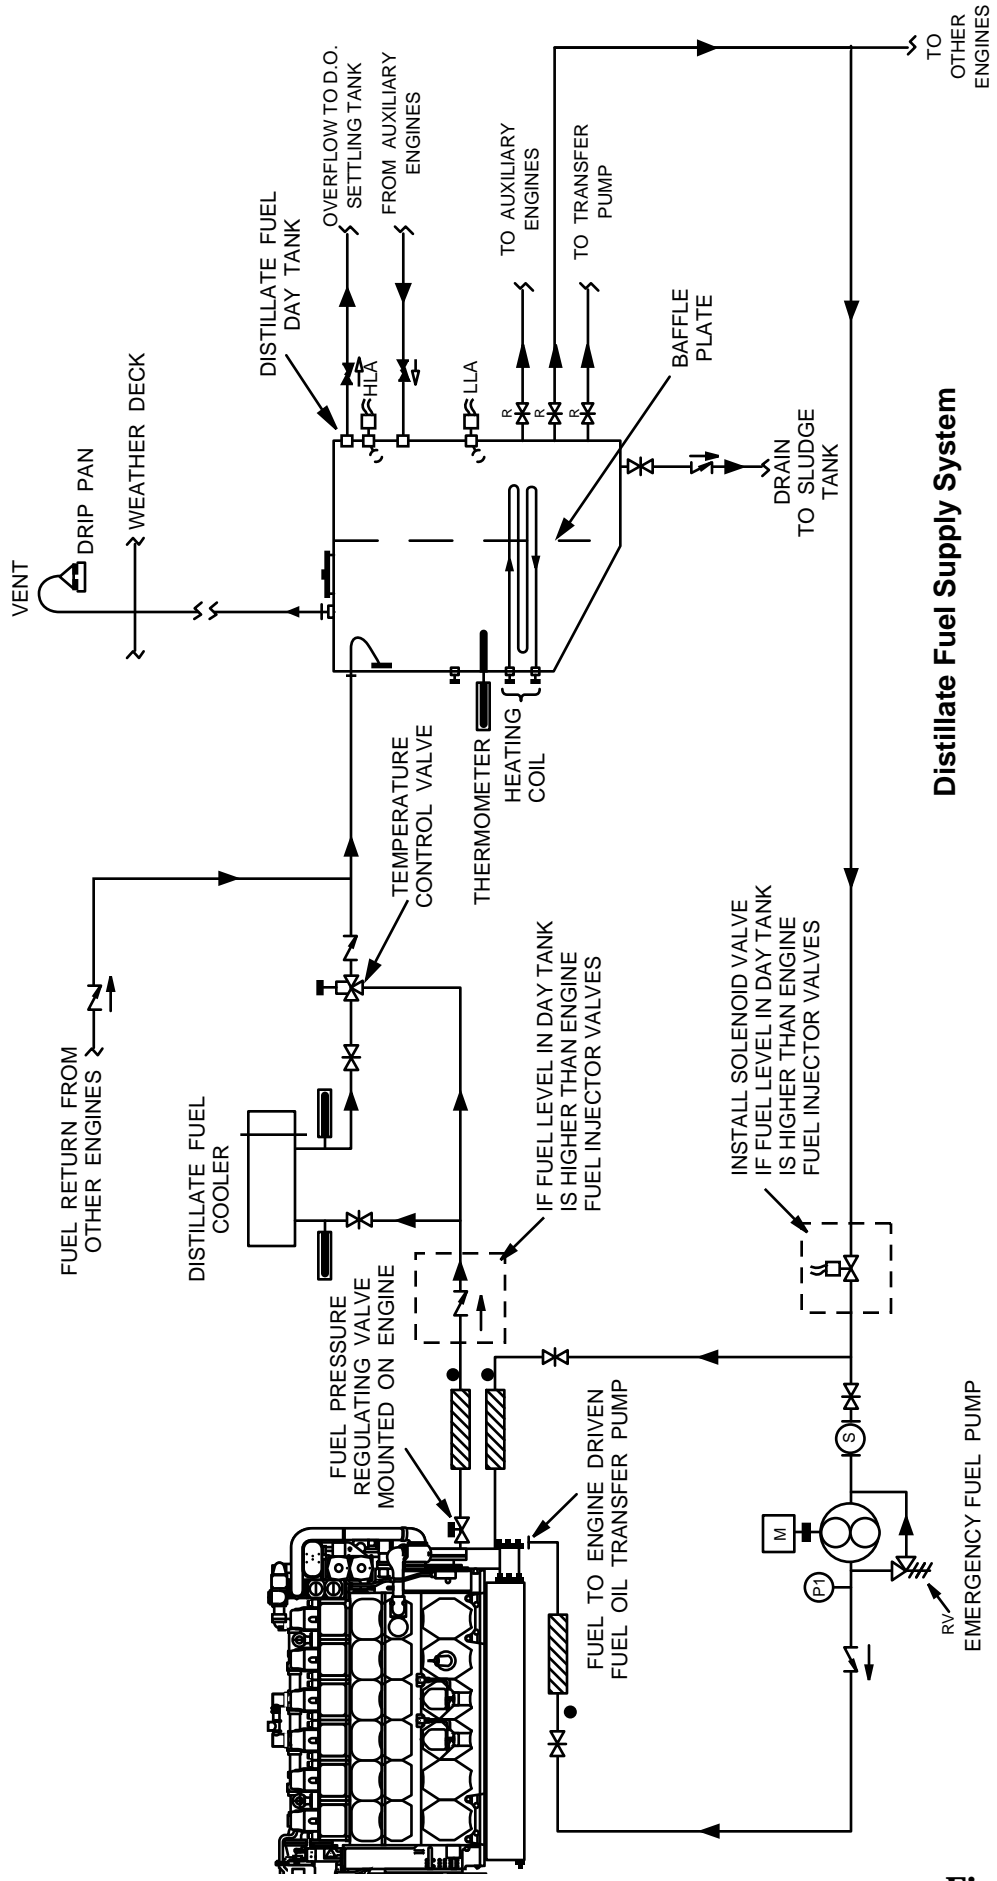 VENT
DRIP PAN
WEATHER DECK
DISTILLATE FUEL
DAY TANK
OVERFLOW TO D.O.
SETTLING TANK
FROM AUXILIARY
ENGINES
HLA
LLA
R
R
R
TO AUXILIARY
ENGINES
TO TRANSFER
PUMP
BAFFLE
PLATE
DRAIN
TO SLUDGE
TANK
TO
OTHER
ENGINES
FUEL RETURN FROM
OTHER ENGINES
TEMPERATURE
CONTROL VALVE
THERMOMETER
HEATING
COIL
DISTILLATE FUEL
COOLER
IF FUEL LEVEL IN DAY TANK
IS HIGHER THAN ENGINE
FUEL INJECTOR VALVES
INSTALL SOLENOID VALVE
IF FUEL LEVEL IN DAY TANK
IS HIGHER THAN ENGINE
FUEL INJECTOR VALVES
FUEL PRESSURE
REGULATING VALVE
MOUNTED ON ENGINE
FUEL TO ENGINE DRIVEN
FUEL OIL TRANSFER PUMP
S
M
P1
RV
EMERGENCY FUEL PUMP
Distillate Fuel Supply System
Fi